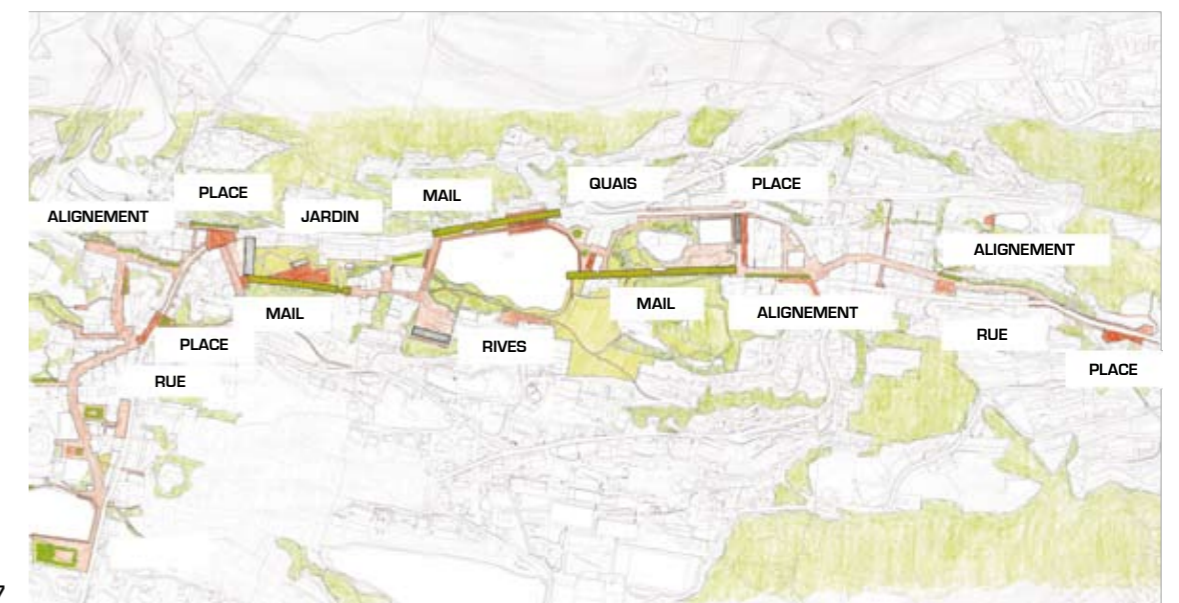 QUAIS
PLACE
PLACE
MAIL
ALIGNEMENT
JARDIN
ALIGNEMENT
MAIL
MAIL
ALIGNEMENT
PLACE
RIVES
RUE
PLACE
RUE
7